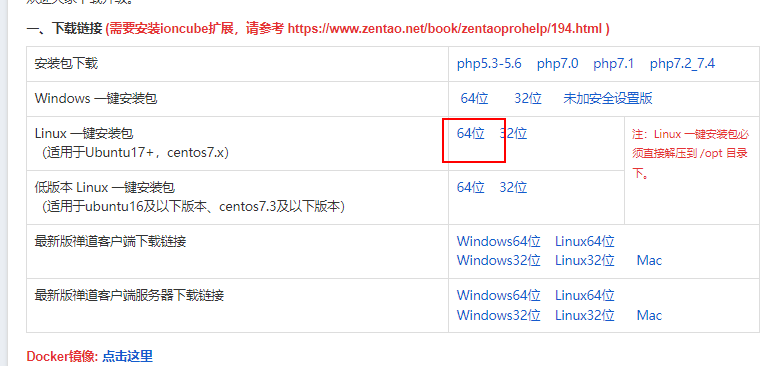 一、下载链接 (需要安装ioncube扩展，请参考 https://www.zentao.net/book/zentaoprohelp/194.html )
安装包下载 php5.3-5.6 php7.0 php7.1 php7.2_7.4
Windows 一键安装包 64位 32位 未加安全设置版
Linux 一键安装包 64位 32位
（适用于Ubuntu17+，centos7.x）
注：Linux 一键安装包必
须直接解压到 /opt 目录
下。
低版本 Linux 一键安装包 64位 32位
（适用于ubuntu16及以下版本、centos7.3及以下版本）
最新版禅道客户端下载链接 Windows64位 Linux64位
Windows32位 Linux32位 Mac
最新版禅道客户端服务器下载链接 Windows64位 Linux64位
Windows32位 Linux32位 Mac
Docker镜像: 点击这里